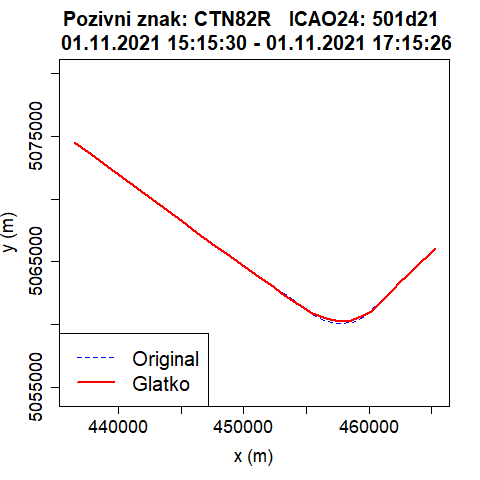 Pozivni znak: CTN82R ICAO24: 501d21
01.11.2021 15:15:30 - 01.11.2021 17:15:26
5075000
5065000
5055000
y (m)
Original
Glatko
440000 450000 460000
x (m)